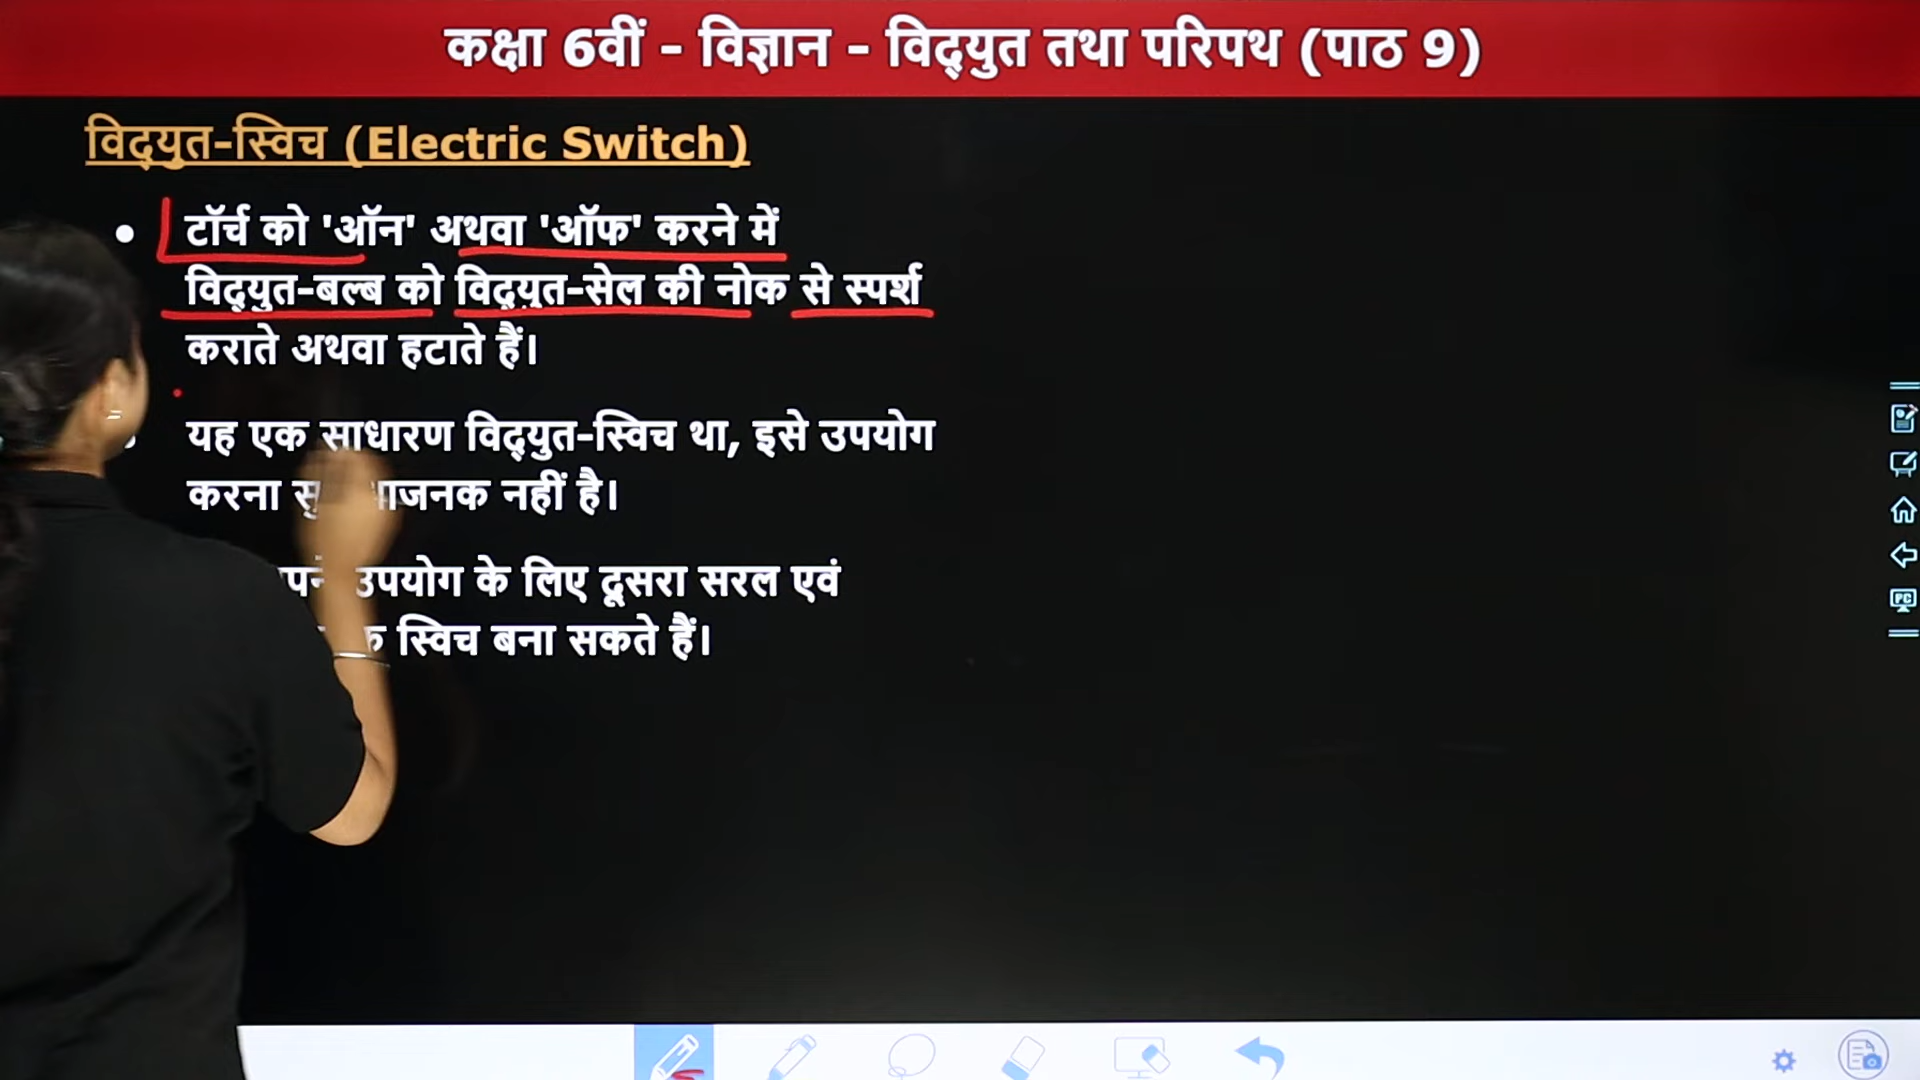 कक्षा 6वीं - विज्ञान - विद्युत तथा परिपथ (पाठ 9)
विद्युत-स्विच (Electric Switch)
• टॉर्च को 'ऑन' अथवा 'ऑफ' करने में
विद्युत-बल्ब को विद्युत-सेल की नोक से स्पर्श
कराते अथवा हटाते हैं।
यह एक साधारण विद्युत-स्विच था, इसे उपयोग
करना नहीं है।
उपयोग के लिए दूसरा सरल एवं
स्विच बना सकते हैं।
PC